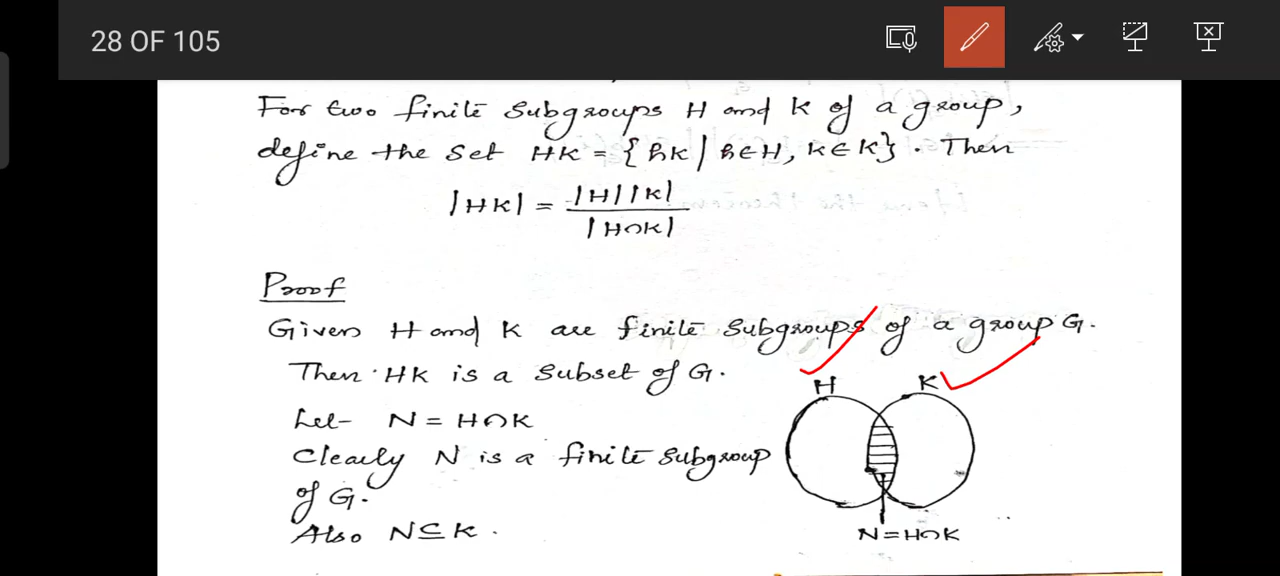 28 OF 105
For two finite subgroups H and K of a group,
define the set HK = {hk / h∈H, k∈K}. Then
|HK| = |H||K| / |H∩K|
Proof
Given H and K are finite subgroups of a group G.
Then HK is a subset of G.
H K
Let N = H∩K
Clearly N is a finite subgroup
of G.
Also N⊆K.
N=H∩K